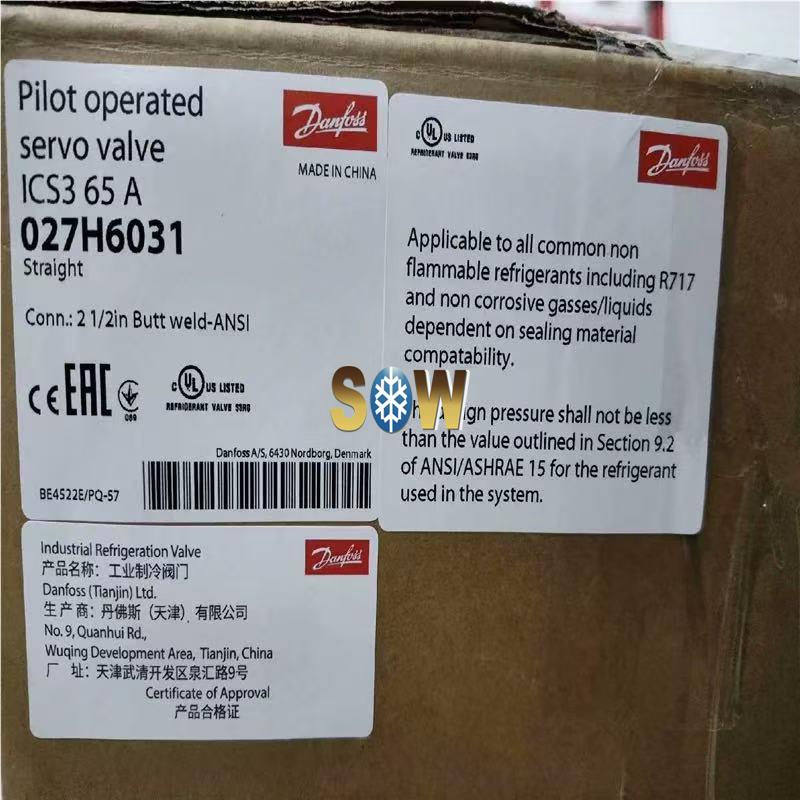 Pilot operated
servo valve
ICS3 65 A
027H6031
Straight
Danfoss
MADE IN CHINA
Conn.: 2 1/2in Butt weld-ANSI
CE EAC
089
UL US LISTED
REFRIGERANT VALVE 53RG
Danfoss A/S, 6430 Nordborg, Denmark
BE4522E/PQ-57
UL US LISTED
REFRIGERANT VALVE 53RG
Danfoss
Applicable to all common non
flammable refrigerants including R717
and non corrosive gasses/liquids
dependent on sealing material
compatability.
SOW
design pressure shall not be less
than the value outlined in Section 9.2
of ANSI/ASHRAE 15 for the refrigerant
used in the system.
Industrial Refrigeration Valve
Danfoss
产品名称：工业制冷阀门
Danfoss (Tianjin) Ltd.
生产商：丹佛斯（天津）有限公司
No. 9, Quanhui Rd.,
Wuqing Development Area, Tianjin, China
厂 址：天津武清开发区泉汇路9号
Certificate of Approval
产品合格证